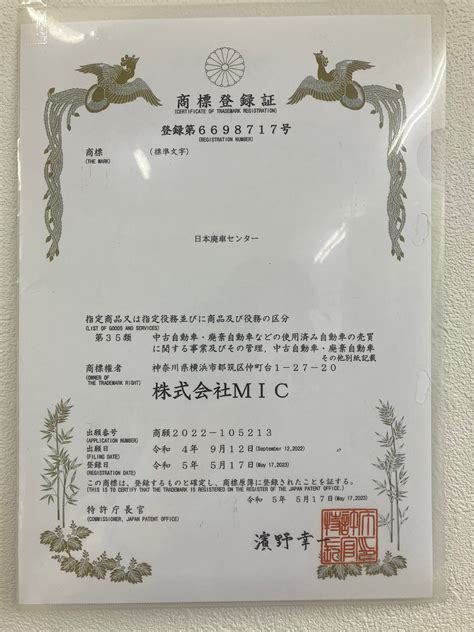 商標登録証
(CERTIFICATE OF TRADEMARK REGISTRATION)
登録第6698717号
(REGISTRATION NUMBER)
商標 (標準文字)
(THE MARK)
日本廃車センター
指定商品又は指定役務並びに商品及び役務の区分
(LIST OF GOODS AND SERVICES)
第35類 中古自動車・廃棄自動車などの使用済み自動車の売買
に関する事業及びその管理，中古自動車・廃棄自動車
その他別紙記載
商標権者 神奈川県横浜市都筑区仲町台1-27-20
(OWNER OF THE TRADEMARK RIGHT)
株式会社MIC
出願番号 商願2022-105213
(APPLICATION NUMBER)
出願日 令和 4年 9月12日(September 12,2022)
(FILING DATE)
登録日 令和 5年 5月17日(May 17,2023)
(REGISTRATION DATE)
この商標は、登録するものと確定し、商標原簿に登録されたことを証する。
(THIS IS TO CERTIFY THAT THE TRADEMARK IS REGISTERED ON THE REGISTER OF THE JAPAN PATENT OFFICE.)
令和 5年 5月17日(May 17,2023)
特許庁長官
(COMMISSIONER, JAPAN PATENT OFFICE)
濱野幸一